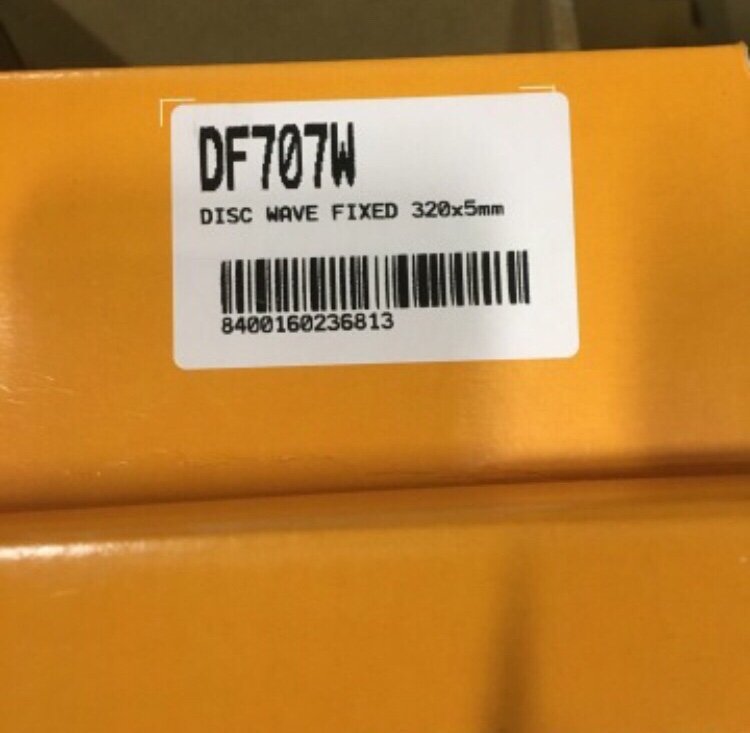 DF707W
DISC WAVE FIXED 320x5mm
8400160236813